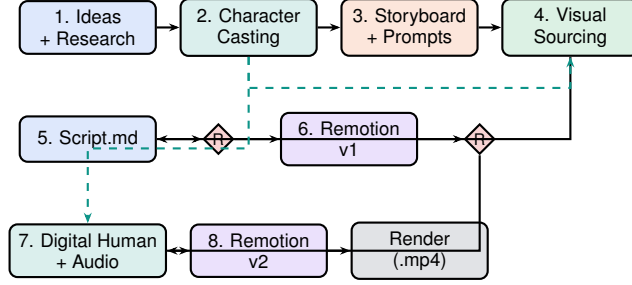 1. Ideas
+ Research
2. Character
Casting
3. Storyboard
+ Prompts
4. Visual
Sourcing
5. Script.md
R
6. Remotion
v1
R
7. Digital Human
+ Audio
8. Remotion
v2
Render
(.mp4)